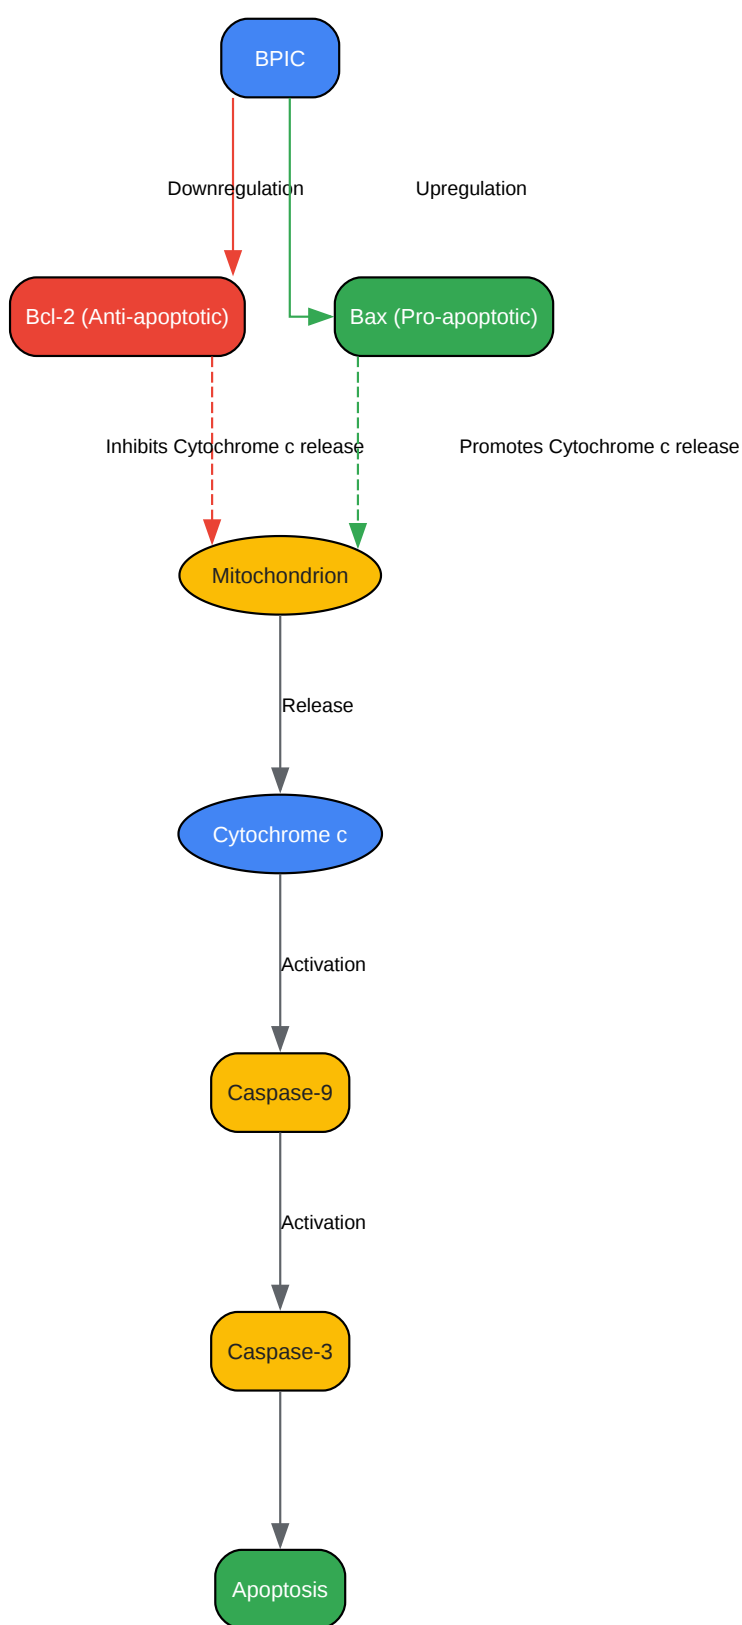 BPIC
Downregulation
Upregulation
Bcl-2 (Anti-apoptotic)
Bax (Pro-apoptotic)
Inhibits Cytochrome c release
Promotes Cytochrome c release
Mitochondrion
Release
Cytochrome c
Activation
Caspase-9
Activation
Caspase-3
Apoptosis